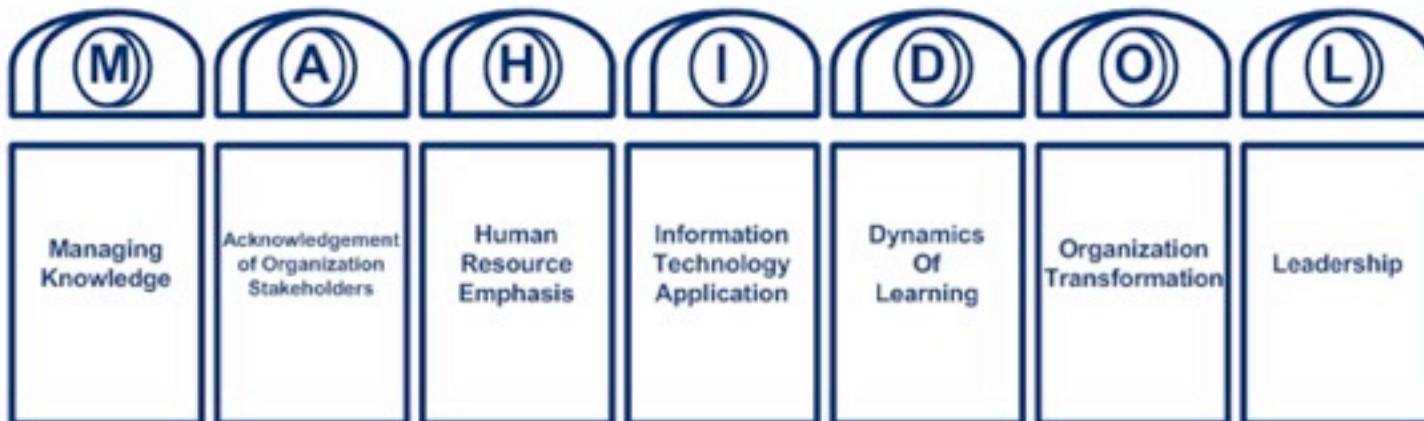 M
A
H
I
D
O
L
Managing
Knowledge
Acknowledgement
of Organization
Stakeholders
Human
Resource
Emphasis
Information
Technology
Application
Dynamics
Of
Learning
Organization
Transformation
Leadership